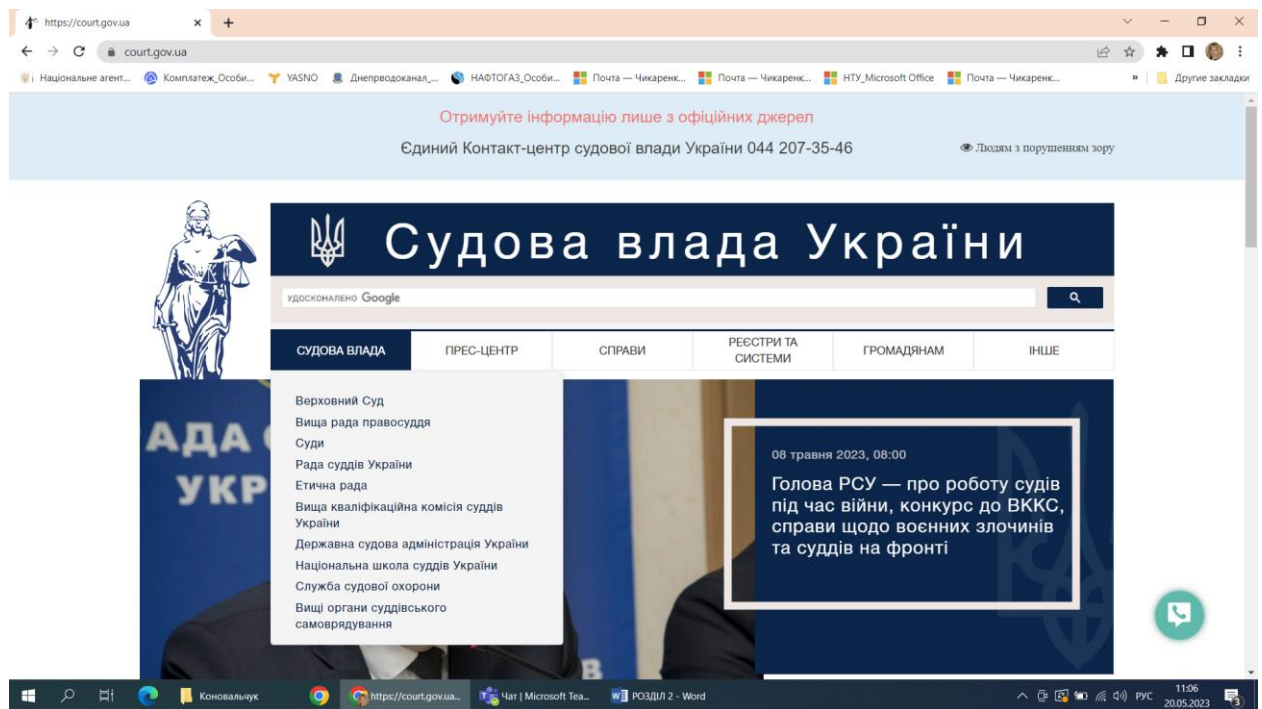 https://court.gov.ua
court.gov.ua
Національне агент...
Комплатеж_Особи...
YASNO
Днепрводоканал_...
НАФТОГАЗ_Особи...
Почта — Чикаренк...
Почта — Чикаренк...
НТУ_Microsoft Office
Почта — Чикаренк...
»
Другие закладки
Отримуйте інформацію лише з офіційних джерел
Єдиний Контакт-центр судової влади України 044 207-35-46
Людям з порушенням зору
Судова влада України
УДОСКОНАЛЕНО Google
СУДОВА ВЛАДА
ПРЕС-ЦЕНТР
СПРАВИ
РЕЄСТРИ ТА
СИСТЕМИ
ГРОМАДЯНАМ
ІНШЕ
Верховний Суд
Вища рада правосуддя
Суди
Рада суддів України
Етична рада
Вища кваліфікаційна комісія суддів
України
Державна судова адміністрація України
Національна школа суддів України
Служба судової охорони
Вищі органи суддівського
самоврядування
АДА
УКР
В
08 травня 2023, 08:00
Голова РСУ — про роботу судів
під час війни, конкурс до ВККС,
справи щодо воєнних злочинів
та суддів на фронті
Коновальчук
https://court.gov.ua...
Чат | Microsoft Tea...
РОЗДІЛ 2 - Word
РУС
11:06
20.05.2023
3